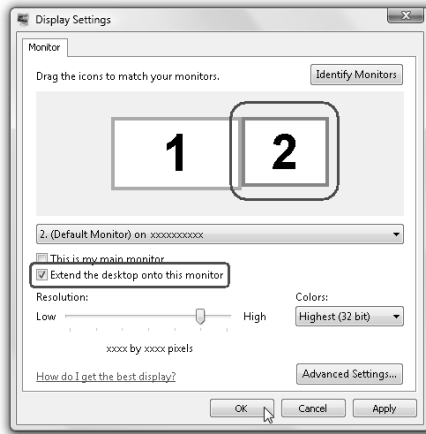 Display Settings
Monitor
Drag the icons to match your monitors.
Identify Monitors
1
2
2. (Default Monitor) on xxxxxxxxxx
This is my main monitor
Extend the desktop onto this monitor
Resolution:
Colors:
Low
High
Highest (32 bit)
xxxx by xxxx pixels
How do I get the best display?
Advanced Settings...
OK
Cancel
Apply